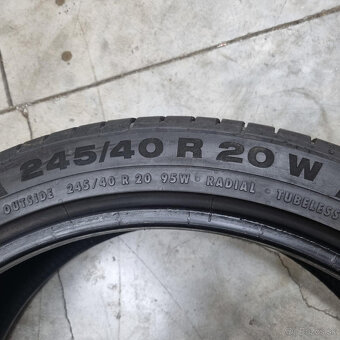 245/40 R 20 W
OUTSIDE 245/40 R 20 95W · RADIAL · TUBELESS